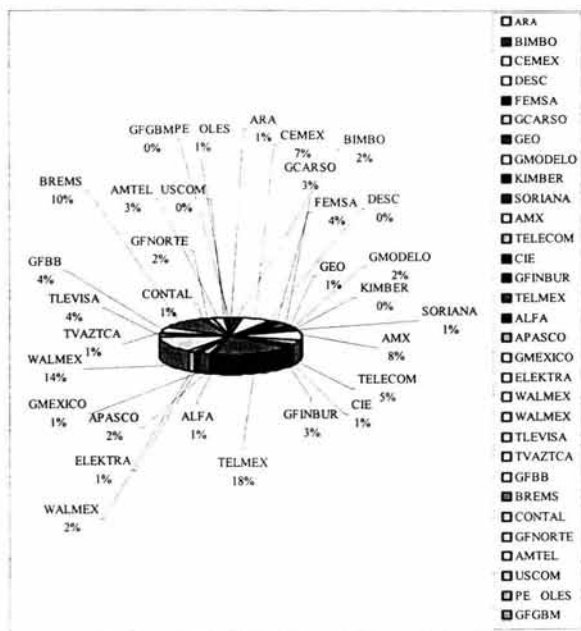 ARA
1%
CEMEX
7%
BIMBO
2%
GCARSO
3%
GFGBM
0%
PE OLES
1%
BREMS
10%
AMTEL
3%
USCOM
0%
FEMSA
4%
DESC
0%
GFNORTE
2%
GEO
1%
GMODELO
2%
GFBB
4%
KIMBER
0%
TLEVISA
4%
CONTAL
1%
SORIANA
1%
TVAZTCA
1%
AMX
8%
WALMEX
14%
TELECOM
5%
GMEXICO
1%
APASCO
2%
ALFA
1%
GFINBUR
3%
CIE
1%
ELEKTRA
1%
TELMEX
18%
WALMEX
2%
ARA
BIMBO
CEMEX
DESC
FEMSA
GCARSO
GEO
GMODELO
KIMBER
SORIANA
AMX
TELECOM
CIE
GFINBUR
TELMEX
ALFA
APASCO
GMEXICO
ELEKTRA
WALMEX
WALMEX
TLEVISA
TVAZTCA
GFBB
BREMS
CONTAL
GFNORTE
AMTEL
USCOM
PE OLES
GFGBM